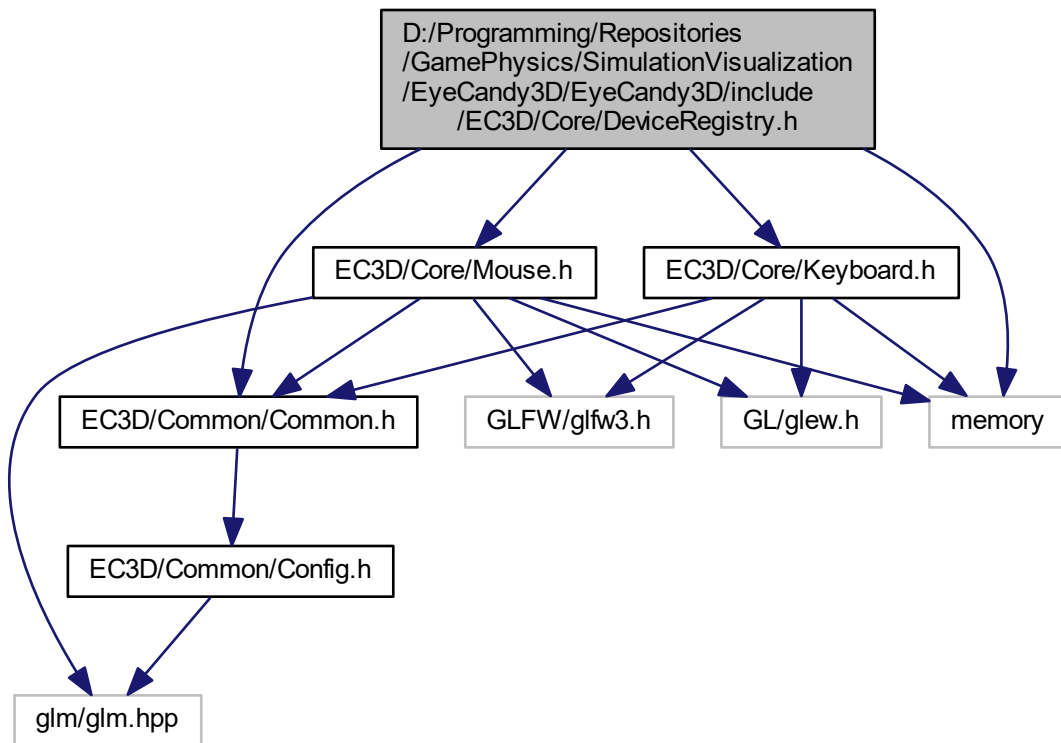 D:/Programming/Repositories
/GamePhysics/SimulationVisualization
/EyeCandy3D/EyeCandy3D/include
/EC3D/Core/DeviceRegistry.h
EC3D/Core/Mouse.h
EC3D/Core/Keyboard.h
EC3D/Common/Common.h
GLFW/glfw3.h
GL/glew.h
memory
EC3D/Common/Config.h
glm/glm.hpp